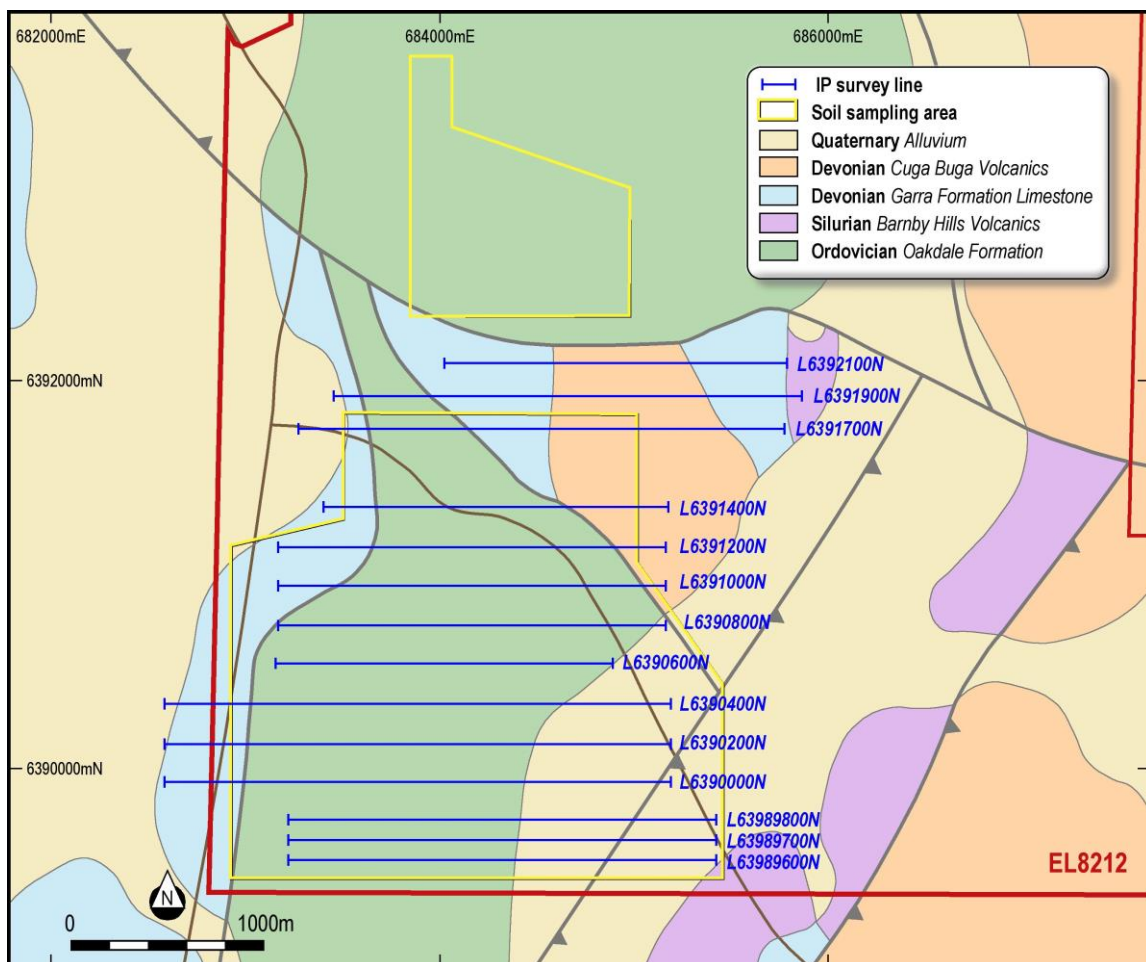 682000mE
684000mE
686000mE
IP survey line
Soil sampling area
Quaternary Alluvium
Devonian Cuga Buga Volcanics
Devonian Garra Formation Limestone
Silurian Barnby Hills Volcanics
Ordovician Oakdale Formation
6392000mN
L6392100N
L6391900N
L6391700N
L6391400N
L6391200N
L6391000N
L6390800N
L6390600N
L6390400N
L6390200N
6390000mN
L6390000N
L63989800N
L63989700N
L63989600N
EL8212
N
0
1000m